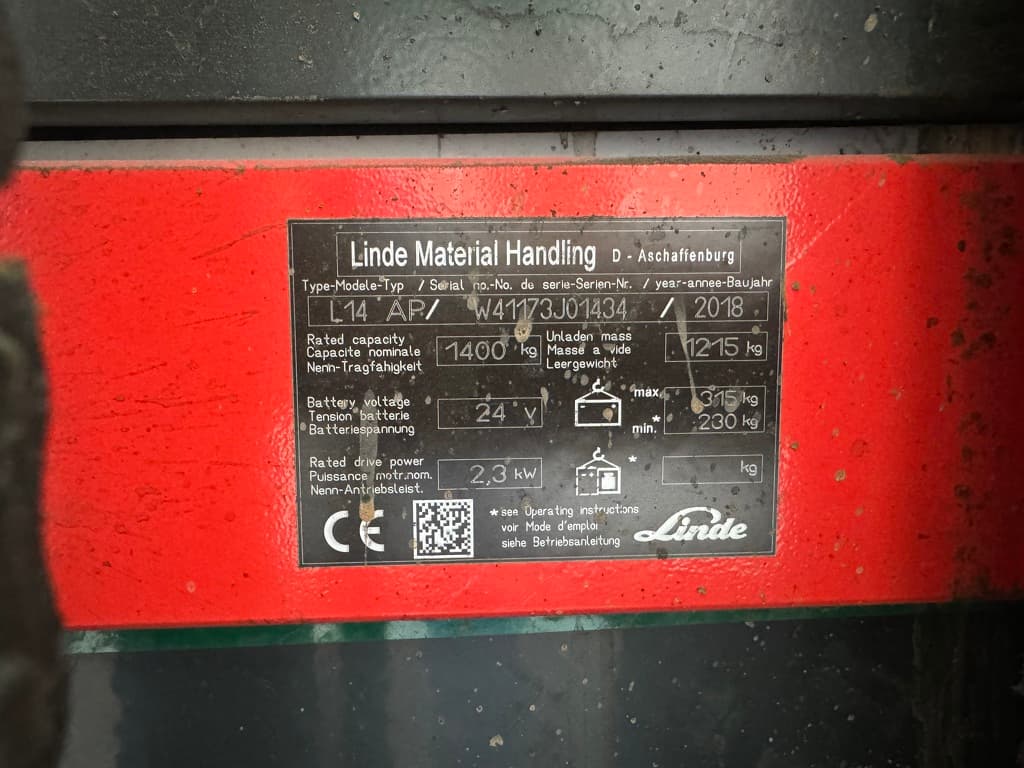 Linde Material Handling D - Aschaffenburg
Type-Modele-Typ / Serial no.-No. de serie-Serien-Nr. / year-annee-Baujahr
L14 AP/ W41173J01434 / 2018
Rated capacity
Capacite nominale
Nenn-Tragfähigkeit
1400 kg
Unladen mass
Masse a vide
Leergewicht
1215 kg
Battery voltage
Tension batterie
Batteriespannung
24 V
max. 315 kg
min.* 230 kg
Rated drive power
Puissance motr.nom.
Nenn-Antriebsleist.
2,3 kW
* kg
CE
* see Operating instructions
voir Mode d'emploi
siehe Betriebsanleitung
Linde